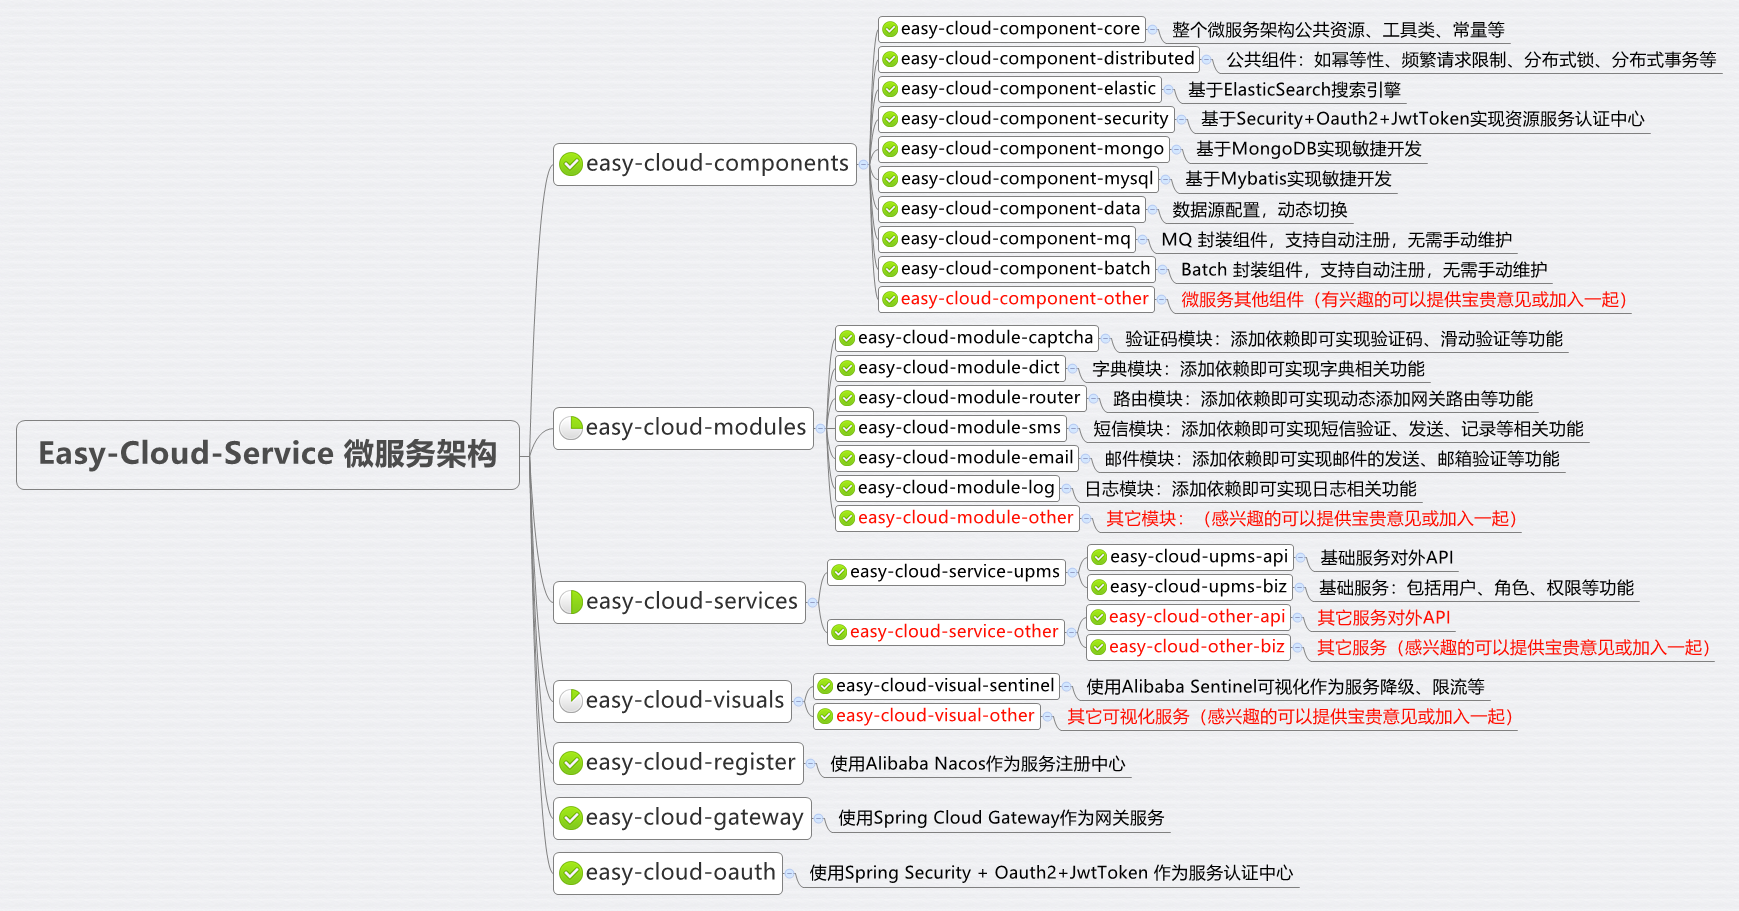 Easy-Cloud-Service 微服务架构
easy-cloud-components
easy-cloud-component-core 整个微服务架构公共资源、工具类、常量等
easy-cloud-component-distributed 公共组件：如幂等性、频繁请求限制、分布式锁、分布式事务等
easy-cloud-component-elastic 基于ElasticSearch搜索引擎
easy-cloud-component-security 基于Security+Oauth2+JwtToken实现资源服务认证中心
easy-cloud-component-mongo 基于MongoDB实现敏捷开发
easy-cloud-component-mysql 基于Mybatis实现敏捷开发
easy-cloud-component-data 数据源配置，动态切换
easy-cloud-component-mq MQ 封装组件，支持自动注册，无需手动维护
easy-cloud-component-batch Batch 封装组件，支持自动注册，无需手动维护
easy-cloud-component-other 微服务其他组件（有兴趣的可以提供宝贵意见或加入一起）
easy-cloud-modules
easy-cloud-module-captcha 验证码模块：添加依赖即可实现验证码、滑动验证等功能
easy-cloud-module-dict 字典模块：添加依赖即可实现字典相关功能
easy-cloud-module-router 路由模块：添加依赖即可实现动态添加网关路由等功能
easy-cloud-module-sms 短信模块：添加依赖即可实现短信验证、发送、记录等相关功能
easy-cloud-module-email 邮件模块：添加依赖即可实现邮件的发送、邮箱验证等功能
easy-cloud-module-log 日志模块：添加依赖即可实现日志相关功能
easy-cloud-module-other 其它模块：（感兴趣的可以提供宝贵意见或加入一起）
easy-cloud-services
easy-cloud-service-upms
easy-cloud-upms-api 基础服务对外API
easy-cloud-upms-biz 基础服务：包括用户、角色、权限等功能
easy-cloud-service-other
easy-cloud-other-api 其它服务对外API
easy-cloud-other-biz 其它服务（感兴趣的可以提供宝贵意见或加入一起）
easy-cloud-visuals
easy-cloud-visual-sentinel 使用Alibaba Sentinel可视化作为服务降级、限流等
easy-cloud-visual-other 其它可视化服务（感兴趣的可以提供宝贵意见或加入一起）
easy-cloud-register 使用Alibaba Nacos作为服务注册中心
easy-cloud-gateway 使用Spring Cloud Gateway作为网关服务
easy-cloud-oauth 使用Spring Security + Oauth2+JwtToken 作为服务认证中心